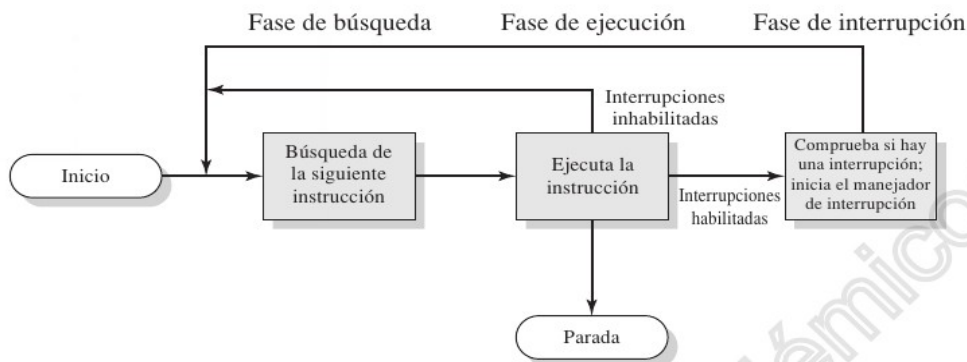 Fase de búsqueda
Fase de ejecución
Fase de interrupción
Interrupciones
inhabilitadas
Inicio
Búsqueda de
la siguiente
instrucción
Ejecuta la
instrucción
Interrupciones
habilitadas
Comprueba si hay
una interrupción;
inicia el manejador
de interrupción
Parada